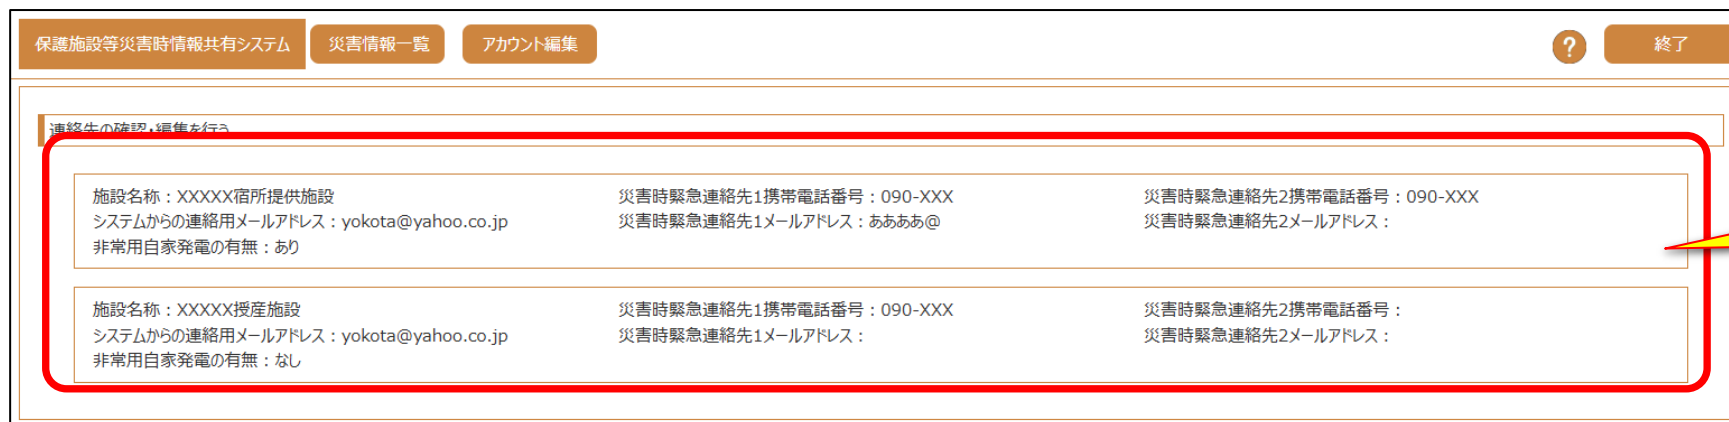 保護施設等災害時情報共有システム 災害情報一覧 アカウント編集 ? 終了
連絡先の確認・編集を行う
施設名称：XXXXX宿所提供施設 災害時緊急連絡先1携帯電話番号：090-XXX 災害時緊急連絡先2携帯電話番号：090-XXX
システムからの連絡用メールアドレス：yokota@yahoo.co.jp 災害時緊急連絡先1メールアドレス：ああああ@ 災害時緊急連絡先2メールアドレス：
非常用自家発電の有無：あり
施設名称：XXXXX授産施設 災害時緊急連絡先1携帯電話番号：090-XXX 災害時緊急連絡先2携帯電話番号：
システムからの連絡用メールアドレス：yokota@yahoo.co.jp 災害時緊急連絡先1メールアドレス： 災害時緊急連絡先2メールアドレス：
非常用自家発電の有無：なし